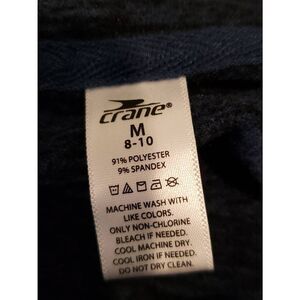 crane®
M
8-10
91% POLYESTER
9% SPANDEX
MACHINE WASH WITH
LIKE COLORS.
ONLY NON-CHLORINE
BLEACH IF NEEDED.
COOL MACHINE DRY.
COOL IRON IF NEEDED.
DO NOT DRY CLEAN.